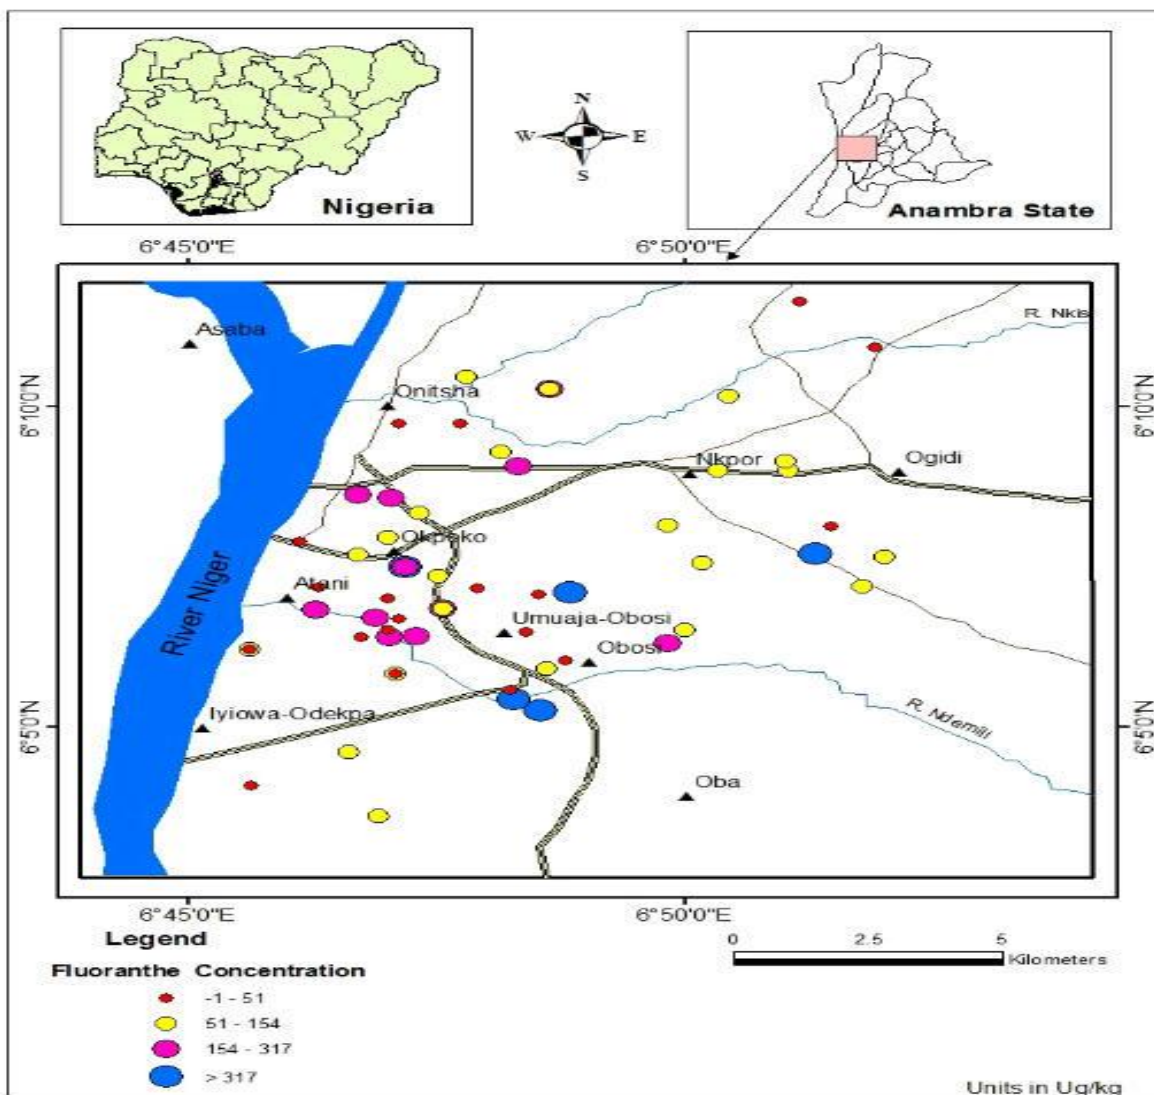 N
W E
S
Nigeria
Anambra State
6°45'0"E 6°50'0"E
R. Nkis
Asaba
6°10'0"N
Onitsha
6°10'0"N
Nkpor
Ogidi
Okpoko
Atani
River Niger
Umuaja-Obosi
Obosi
Iyiowa-Odekpa
R. Ndemili
6°5'0"N
6°5'0"N
Oba
6°45'0"E 6°50'0"E
Legend
0 2.5 5
Kilometers
Fluoranthe Concentration
-1 - 51
51 - 154
154 - 317
> 317
Units in Ug/kg